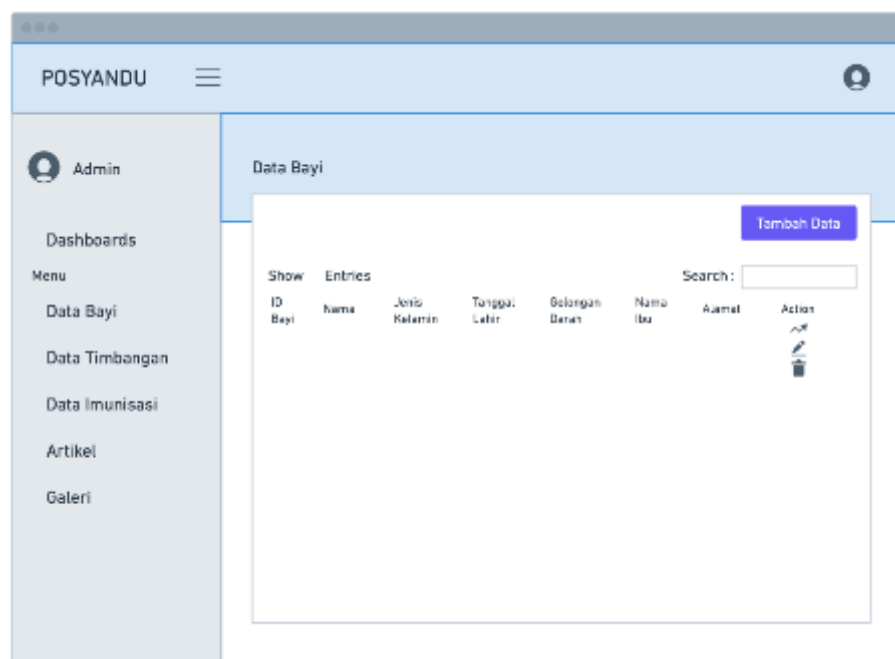 POSYANDU
Admin
Dashboards
Menu
Data Bayi
Data Timbangan
Data Imunisasi
Artikel
Galeri
Data Bayi
Tambah Data
Show Entries Search :
ID Bayi
Nama
Jenis Kelamin
Tanggal Lahir
Golongan Darah
Nama Ibu
Alamat
Action